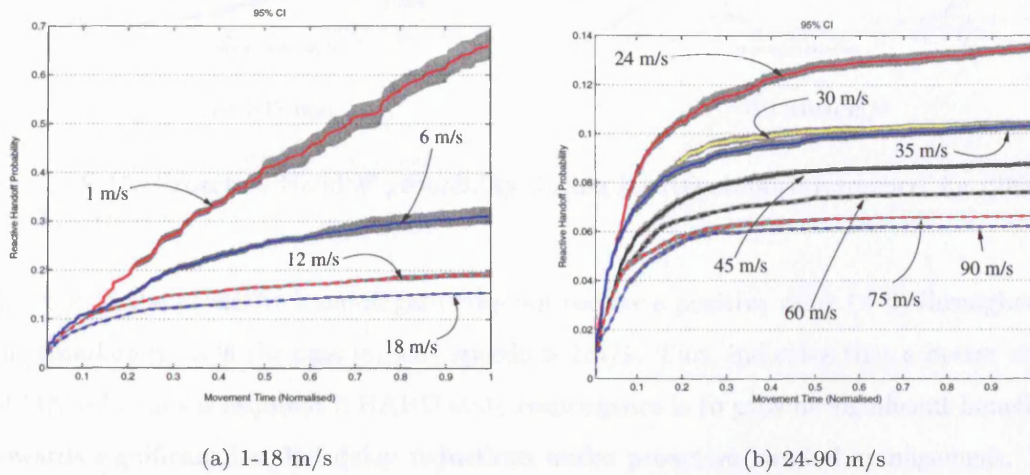 95% CI
0.7
0.6
0.5
0.4
0.3
0.2
0.1
0
Reactive Handoff Probability
1 m/s
6 m/s
12 m/s
18 m/s
0.1 0.2 0.3 0.4 0.5 0.6 0.7 0.8 0.9 1
Movement Time (Normalised)
(a) 1-18 m/s
95% CI
0.14
0.12
0.1
0.08
0.06
0.04
0.02
0
Reactive Handoff Probability
24 m/s
30 m/s
35 m/s
45 m/s
60 m/s
75 m/s
90 m/s
0.1 0.2 0.3 0.4 0.5 0.6 0.7 0.8 0.9
Movement Time (Normalised)
(b) 24-90 m/s